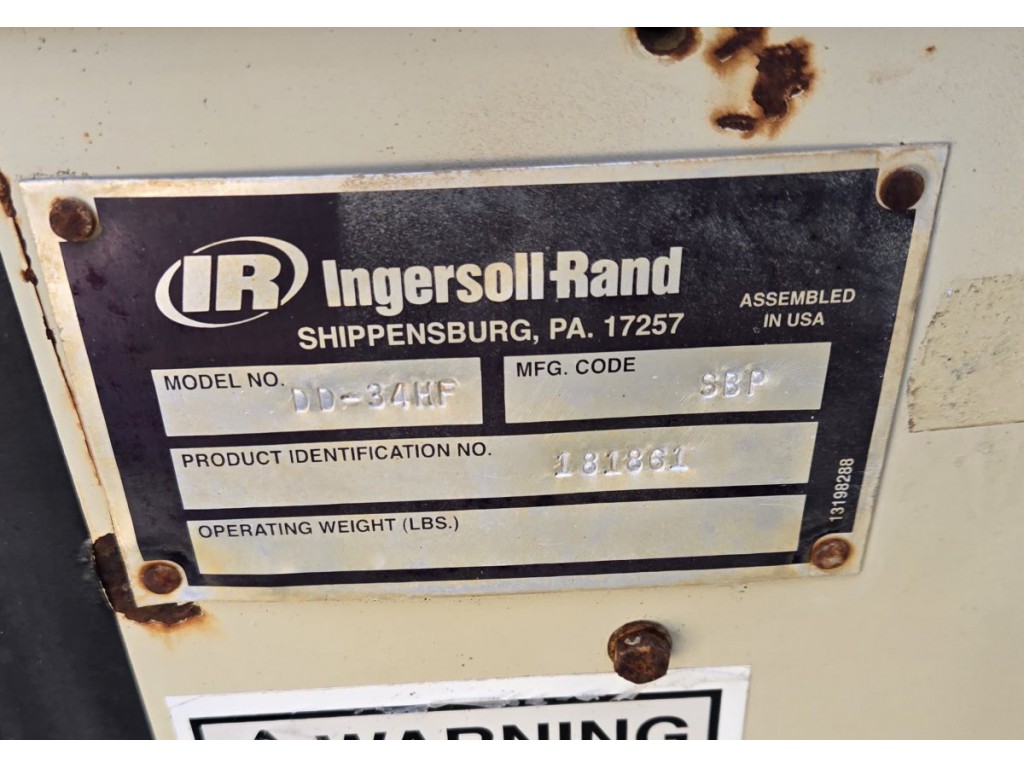 IR Ingersoll-Rand
SHIPPENSBURG, PA. 17257
ASSEMBLED
IN USA
MODEL NO. DD-34HF
MFG. CODE SBP
PRODUCT IDENTIFICATION NO. 181861
OPERATING WEIGHT (LBS.)
13198288
WARNING